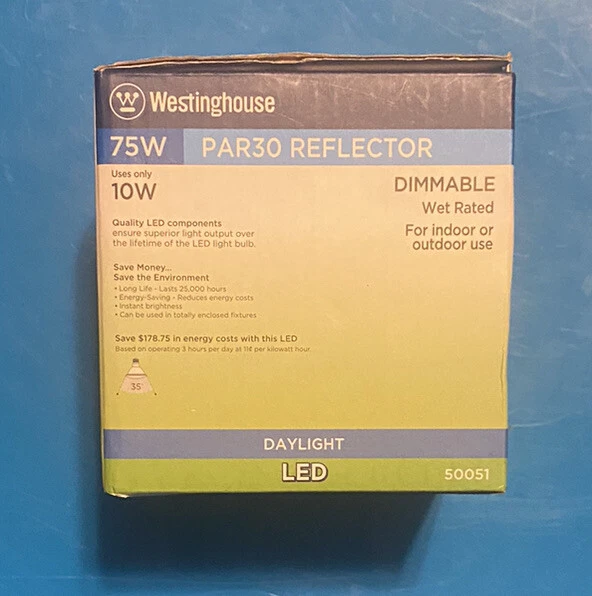 Westinghouse
75W PAR30 REFLECTOR
Uses only
10W
DIMMABLE
Wet Rated
For indoor or
outdoor use
Quality LED components
ensure superior light output over
the lifetime of the LED light bulb.
Save Money...
Save the Environment
• Long Life - Lasts 25,000 hours
• Energy-Saving - Reduces energy costs
• Instant brightness
• Can be used in totally enclosed fixtures
Save $178.75 in energy costs with this LED
Based on operating 3 hours per day at 11¢ per kilowatt hour
35°
DAYLIGHT
LED
50051